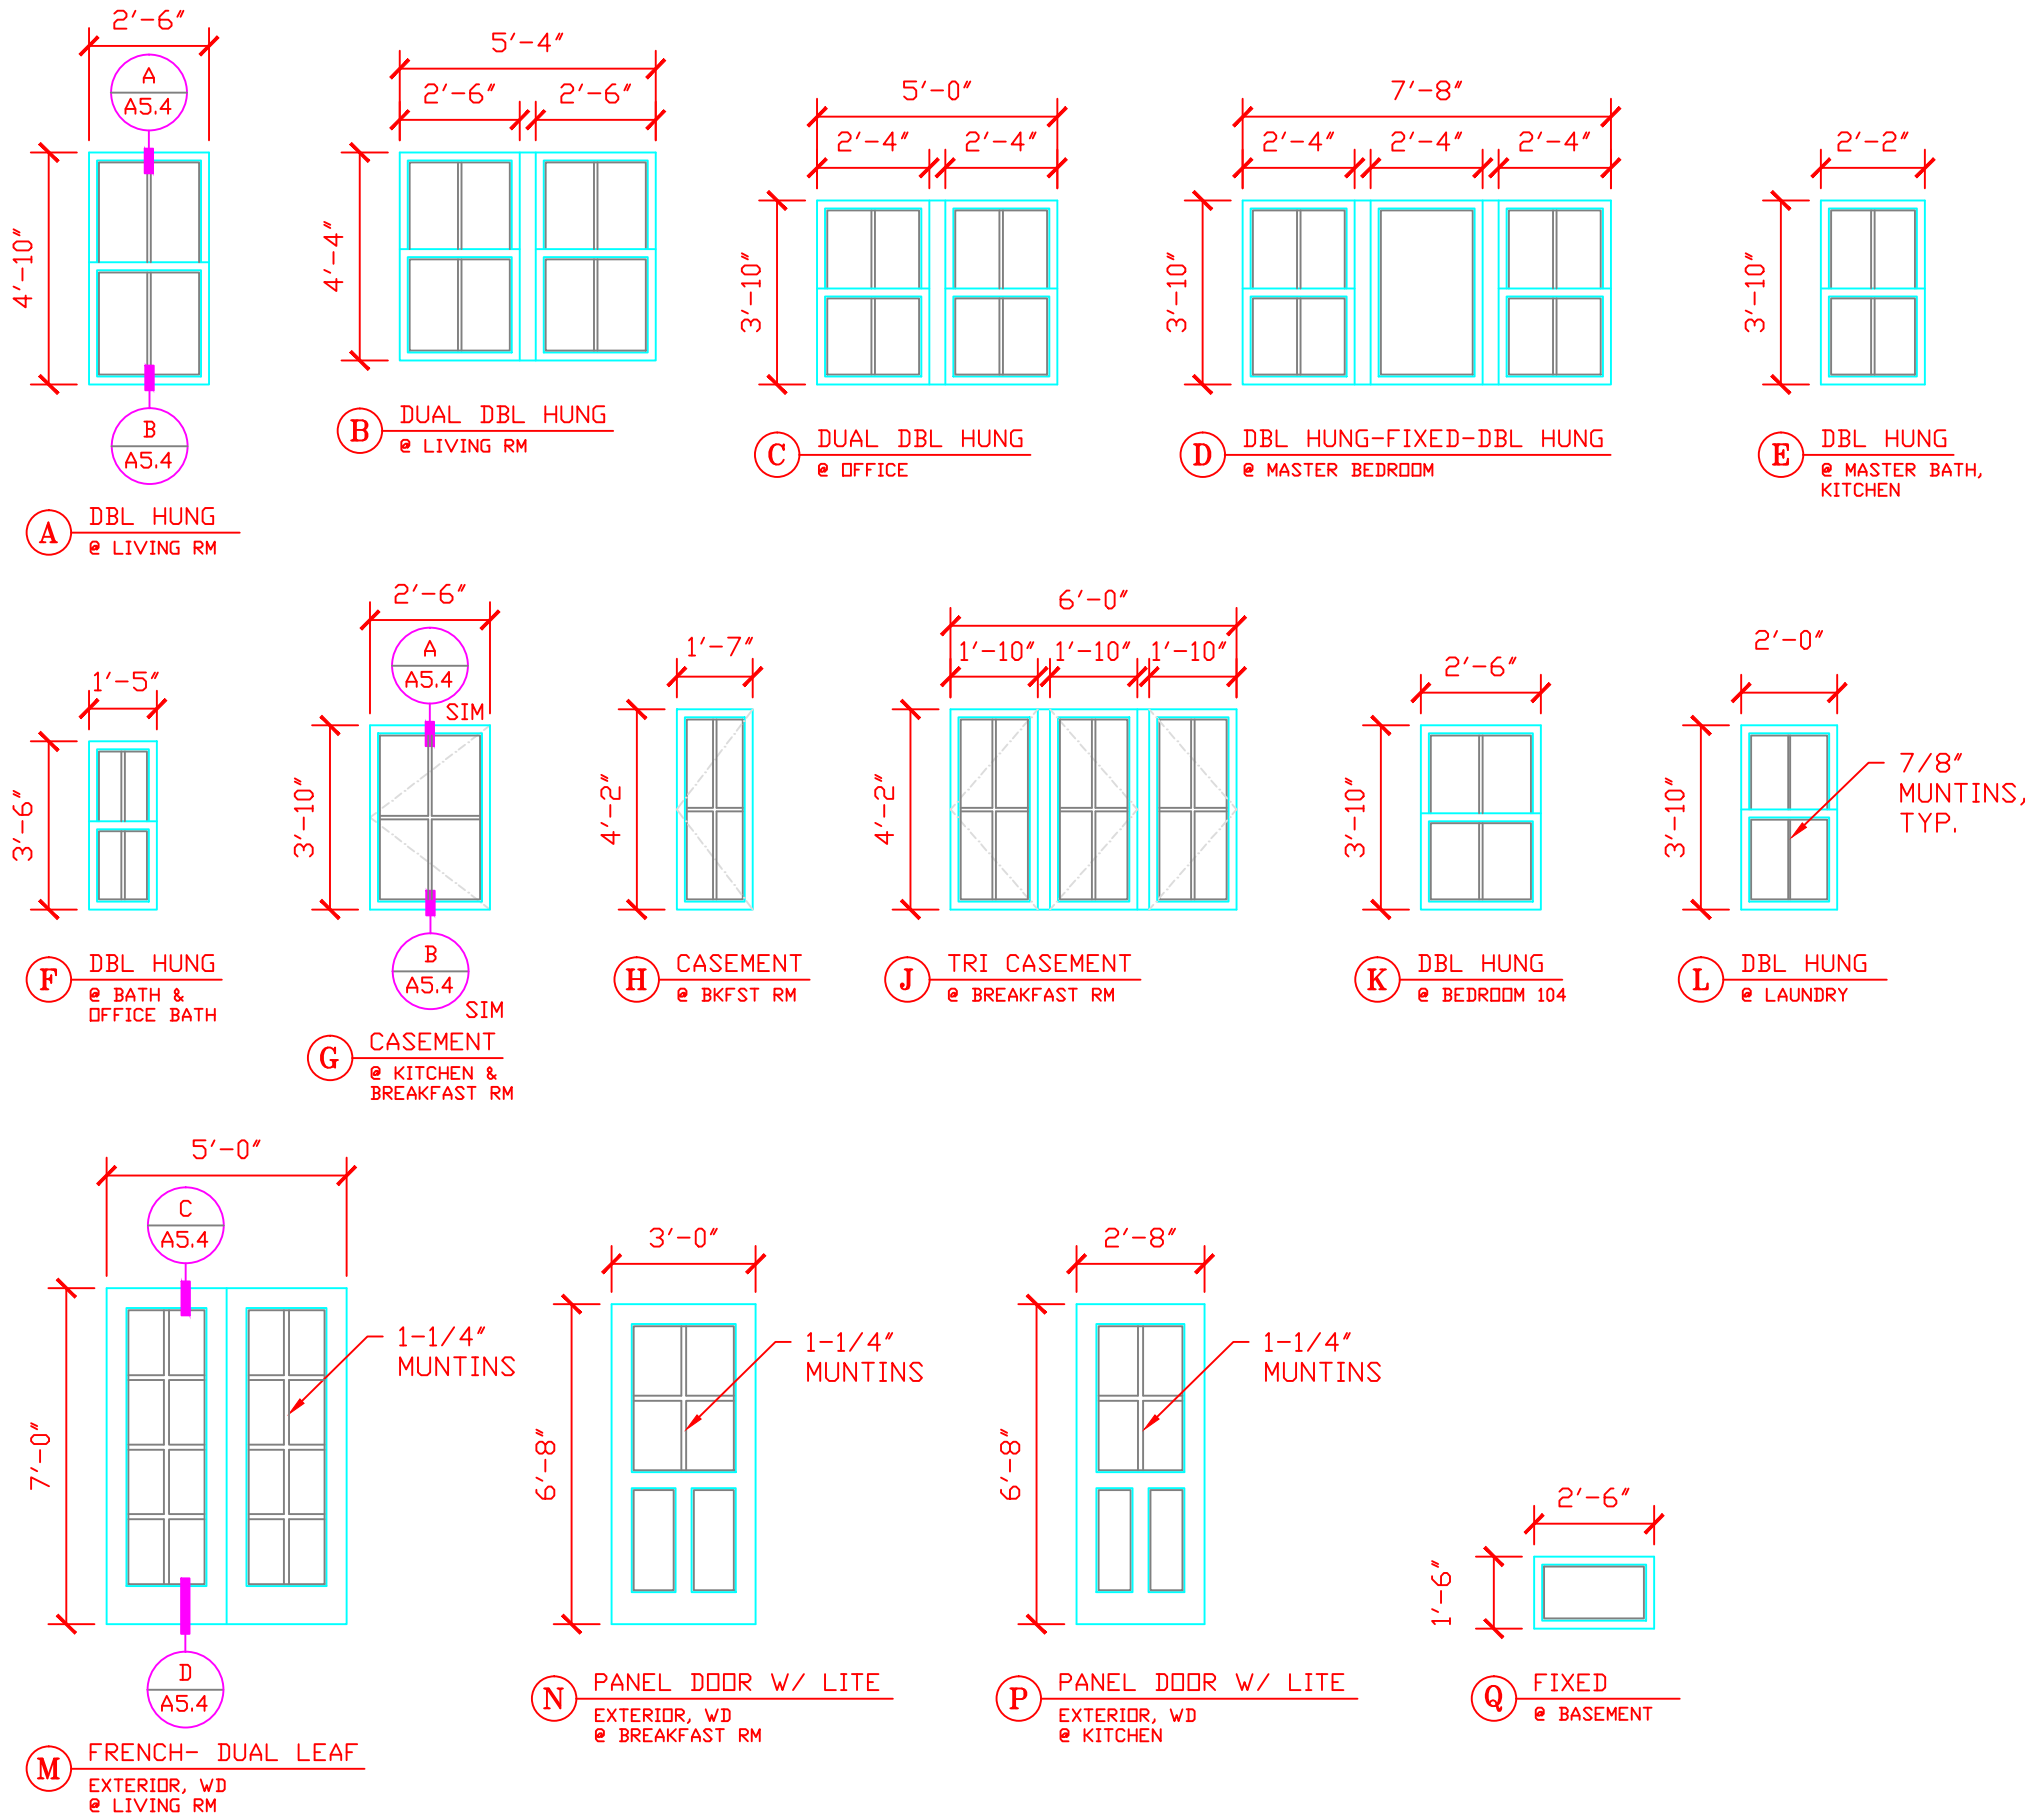 2'-6"
A
A5.4
4'-10"
B
A5.4
A
DBL HUNG
@ LIVING RM
5'-4"
2'-6"
2'-6"
4'-4"
B
DUAL DBL HUNG
@ LIVING RM
5'-0"
2'-4"
2'-4"
3'-10"
C
DUAL DBL HUNG
@ OFFICE
7'-8"
2'-4"
2'-4"
2'-4"
3'-10"
D
DBL HUNG-FIXED-DBL HUNG
@ MASTER BEDROOM
2'-2"
3'-10"
E
DBL HUNG
@ MASTER BATH,
KITCHEN
1'-5"
3'-6"
F
DBL HUNG
@ BATH &
OFFICE BATH
2'-6"
A
A5.4
SIM
3'-10"
B
A5.4
SIM
G
CASEMENT
@ KITCHEN &
BREAKFAST RM
1'-7"
4'-2"
H
CASEMENT
@ BKFST RM
6'-0"
1'-10"
1'-10"
1'-10"
4'-2"
J
TRI CASEMENT
@ BREAKFAST RM
2'-6"
3'-10"
K
DBL HUNG
@ BEDROOM 104
2'-0"
3'-10"
7/8"
MUNTINS,
TYP.
L
DBL HUNG
@ LAUNDRY
5'-0"
C
A5.4
1-1/4"
MUNTINS
7'-0"
D
A5.4
M
FRENCH- DUAL LEAF
EXTERIOR, WD
@ LIVING RM
3'-0"
1-1/4"
MUNTINS
6'-8"
N
PANEL DOOR W/ LITE
EXTERIOR, WD
@ BREAKFAST RM
2'-8"
1-1/4"
MUNTINS
6'-8"
P
PANEL DOOR W/ LITE
EXTERIOR, WD
@ KITCHEN
2'-6"
1'-6"
Q
FIXED
@ BASEMENT